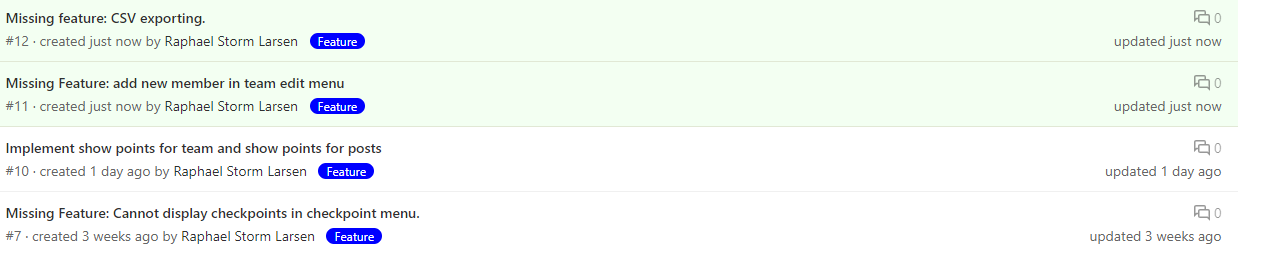 Missing feature: CSV exporting.
0
#12 · created just now by Raphael Storm Larsen Feature
updated just now
Missing Feature: add new member in team edit menu
0
#11 · created just now by Raphael Storm Larsen Feature
updated just now
Implement show points for team and show points for posts
0
#10 · created 1 day ago by Raphael Storm Larsen Feature
updated 1 day ago
Missing Feature: Cannot display checkpoints in checkpoint menu.
0
#7 · created 3 weeks ago by Raphael Storm Larsen Feature
updated 3 weeks ago